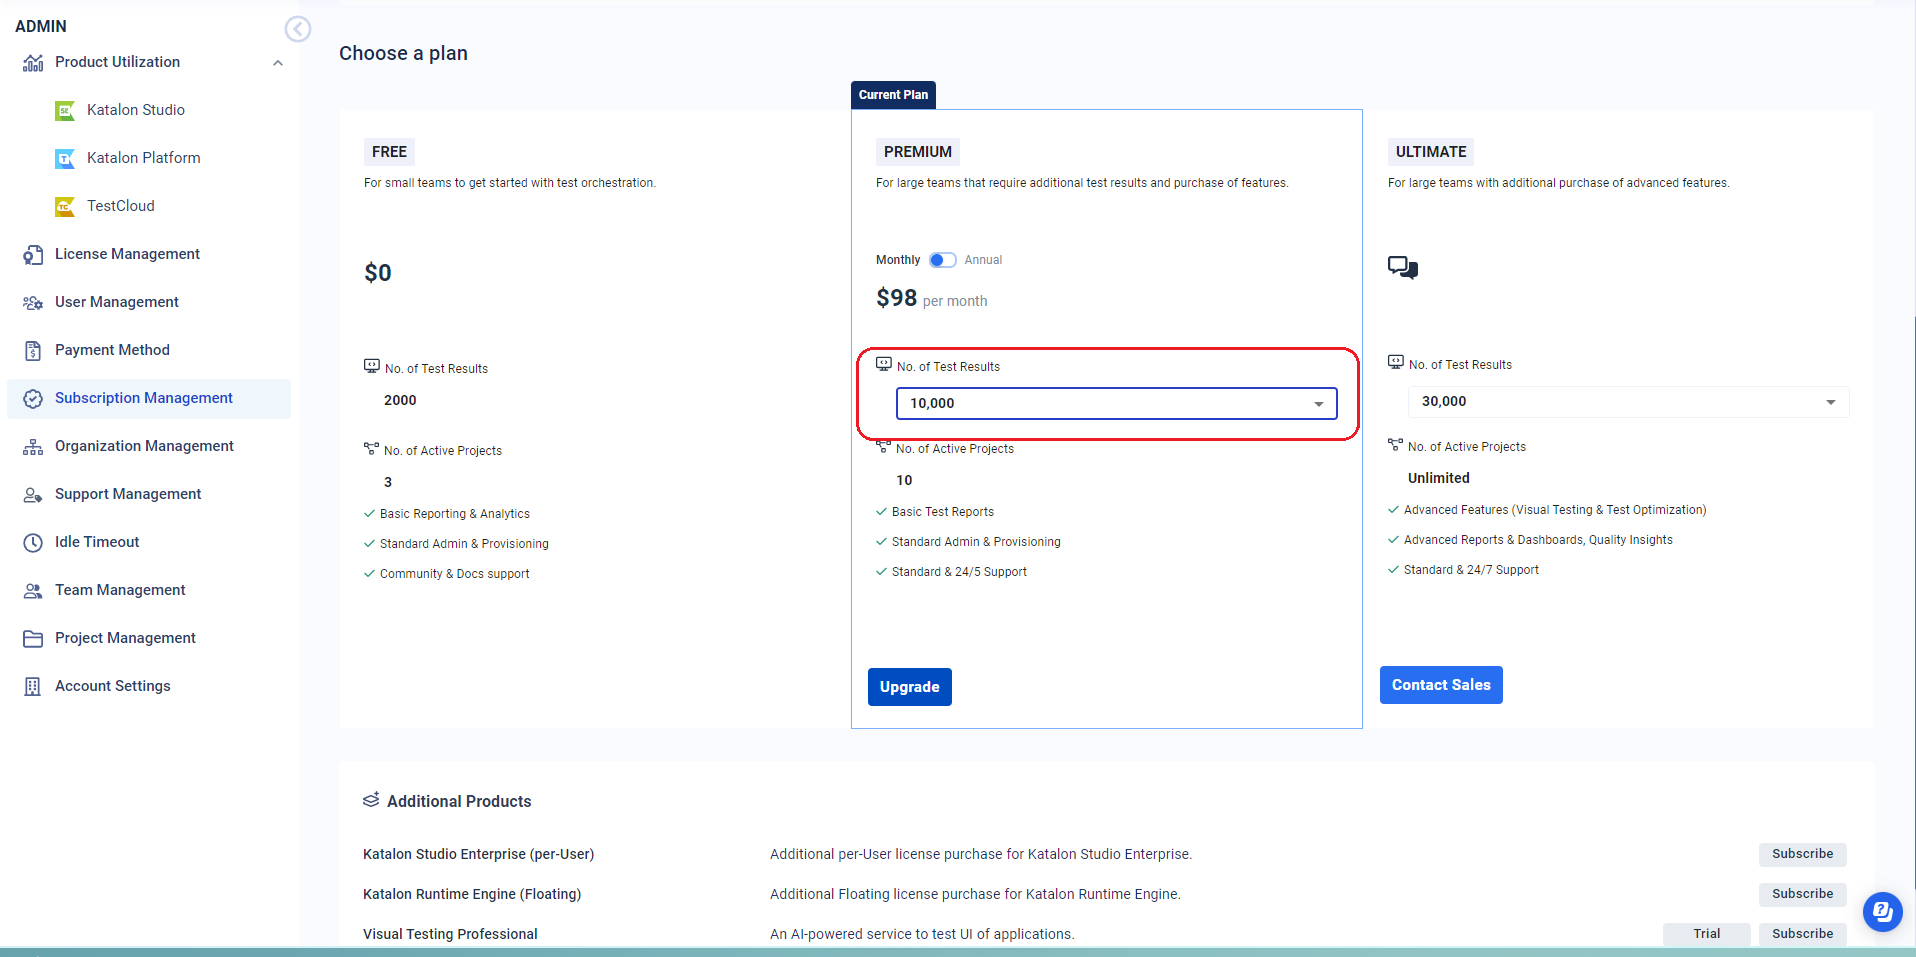 ADMIN
Product Utilization
Katalon Studio
Katalon Platform
TestCloud
License Management
User Management
Payment Method
Subscription Management
Organization Management
Support Management
Idle Timeout
Team Management
Project Management
Account Settings
Choose a plan
FREE
For small teams to get started with test orchestration.
$0
No. of Test Results
2000
No. of Active Projects
3
Basic Reporting & Analytics
Standard Admin & Provisioning
Community & Docs support
Current Plan
PREMIUM
For large teams that require additional test results and purchase of features.
Monthly Annual
$98 per month
No. of Test Results
10,000
No. of Active Projects
10
Basic Test Reports
Standard Admin & Provisioning
Standard & 24/5 Support
Upgrade
ULTIMATE
For large teams with additional purchase of advanced features.
No. of Test Results
30,000
No. of Active Projects
Unlimited
Advanced Features (Visual Testing & Test Optimization)
Advanced Reports & Dashboards, Quality Insights
Standard & 24/7 Support
Contact Sales
Additional Products
Katalon Studio Enterprise (per-User) Additional per-User license purchase for Katalon Studio Enterprise. Subscribe
Katalon Runtime Engine (Floating) Additional Floating license purchase for Katalon Runtime Engine. Subscribe
Visual Testing Professional An AI-powered service to test UI of applications. Trial Subscribe